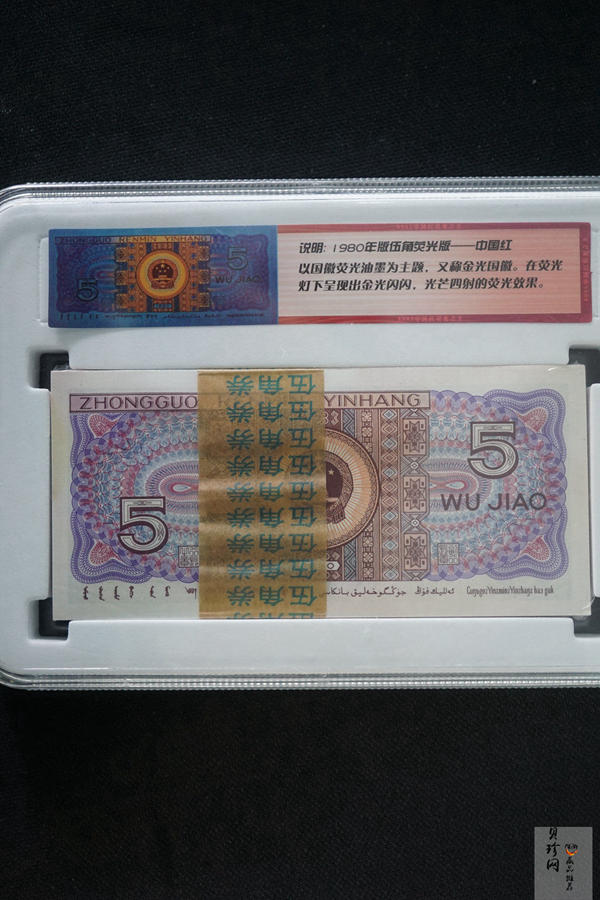 ZHONGGUO RENMIN YINHANG
5
WU JIAO
5
说明：1980年版伍角荧光版——中国红
以国徽荧光油墨为主题，又称金光国徽。在荧光
灯下呈现出金光闪闪，光芒四射的荧光效果。
ZHONGGUO YINHANG
伍角券
伍角券
伍角券
伍角券
伍角券
伍角券
伍角券
伍角券
伍角券
5
WU JIAO
5
贝珍网
藏品推荐